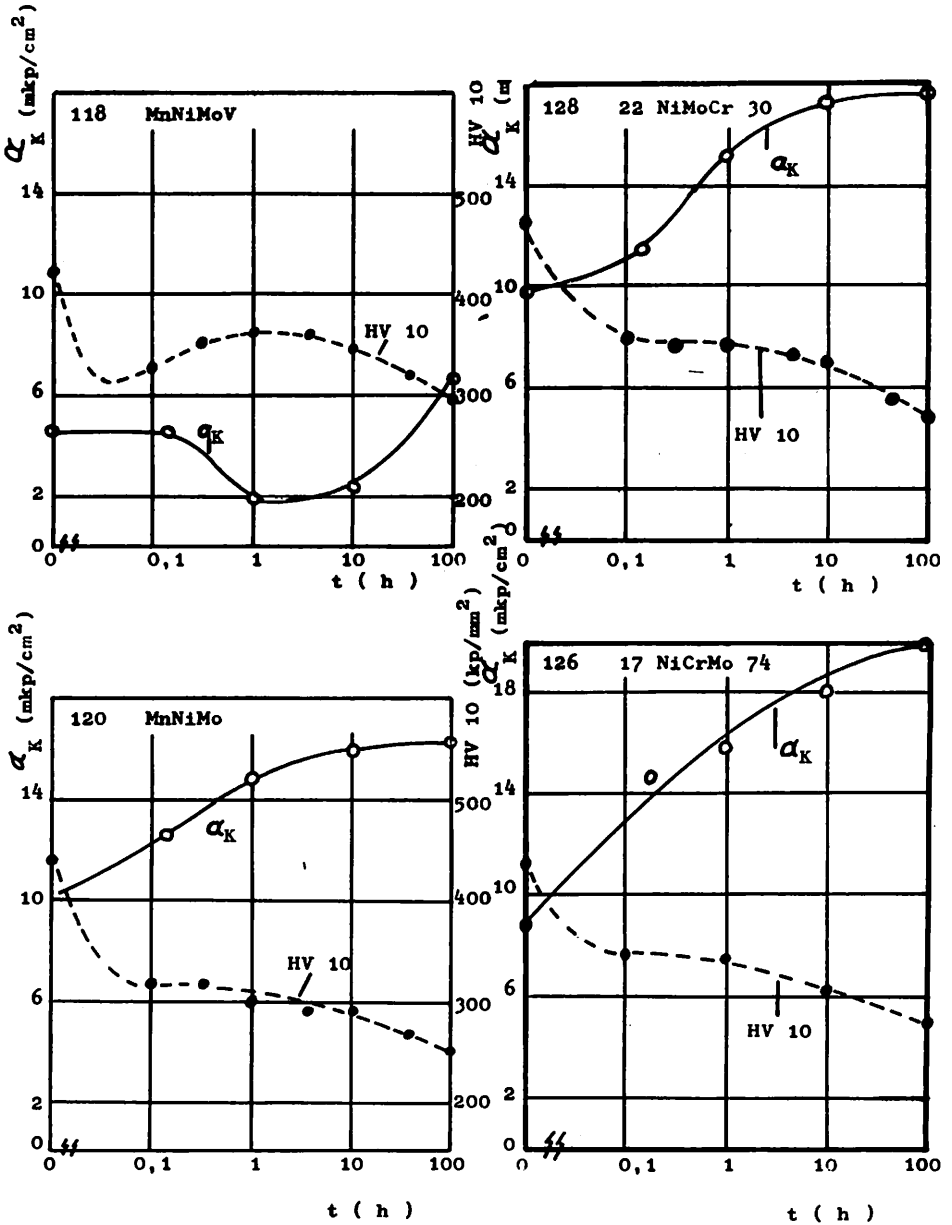 α K (mkp/cm²)
118 MnNiMoV
14
10
6
2
0
HV 10
αK
0 0,1 1 10 100
t ( h )
HV 10
500
400
300
200
α K
128 22 NiMoCr 30
14
10
6
2
0
αK
HV 10
0 0,1 1 10 100
t ( h )
α K (mkp/cm²)
120 MnNiMo
14
10
6
2
0
αK
HV 10
0 0,1 1 10 100
t ( h )
HV 10 (kp/mm²)
500
400
300
200
α K (mkp/cm²)
126 17 NiCrMo 74
18
14
10
6
2
0
αK
HV 10
0 0,1 1 10 100
t ( h )